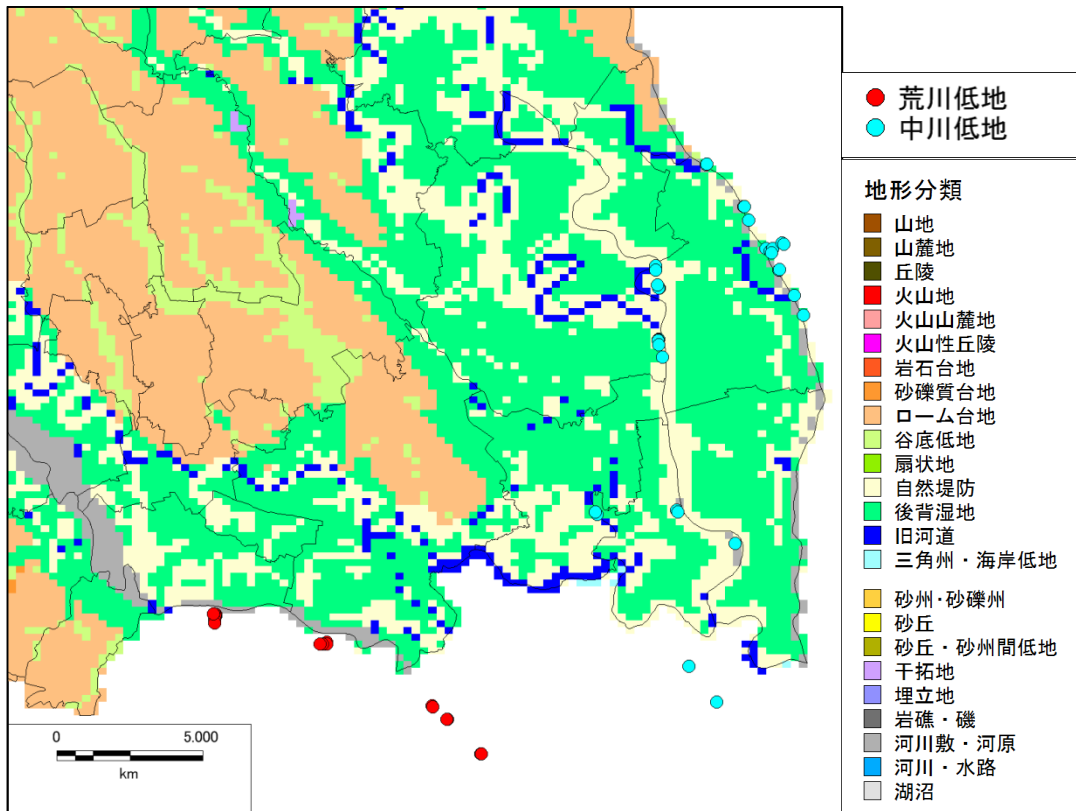 荒川低地
中川低地
地形分類
山地
山麓地
丘陵
火山地
火山山麓地
火山性丘陵
岩石台地
砂礫質台地
ローム台地
谷底低地
扇状地
自然堤防
後背湿地
旧河道
三角州・海岸低地
砂州・砂礫州
砂丘
砂丘・砂州間低地
干拓地
埋立地
岩礁・磯
河川敷・河原
河川・水路
湖沼
0 5.000
km